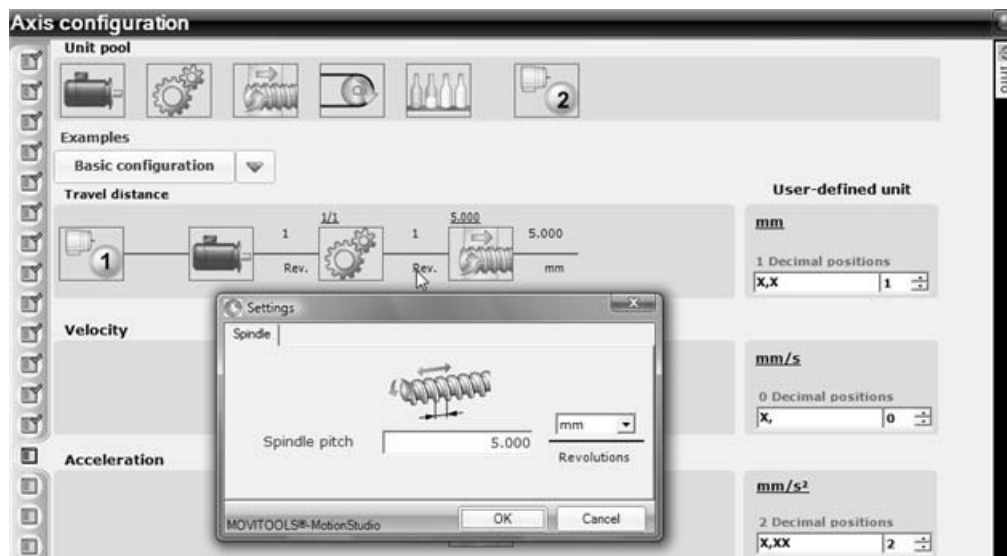 Axis configuration
Unit pool
2
Examples
Basic configuration
Travel distance
User-defined unit
1/1
5.000
mm
1
1
5.000
1
Rev.
Rev.
mm
1 Decimal positions
X,X
1
Settings
Spindle
Velocity
mm/s
0 Decimal positions
X,
0
mm
Spindle pitch
5.000
Revolutions
Acceleration
mm/s²
MOVITOOLS®-MotionStudio
OK
Cancel
2 Decimal positions
X,XX
2